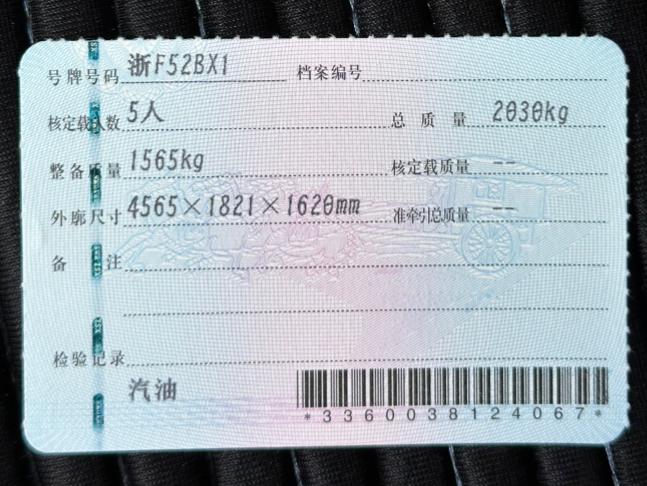 号牌号码 浙F52BX1 档案编号
核定载人数 5人 总质量 2030kg
整备质量 1565kg 核定载质量 --
外廓尺寸 4565×1821×1620mm 准牵引总质量 --
备注
检验记录
汽油
*3360038124067*